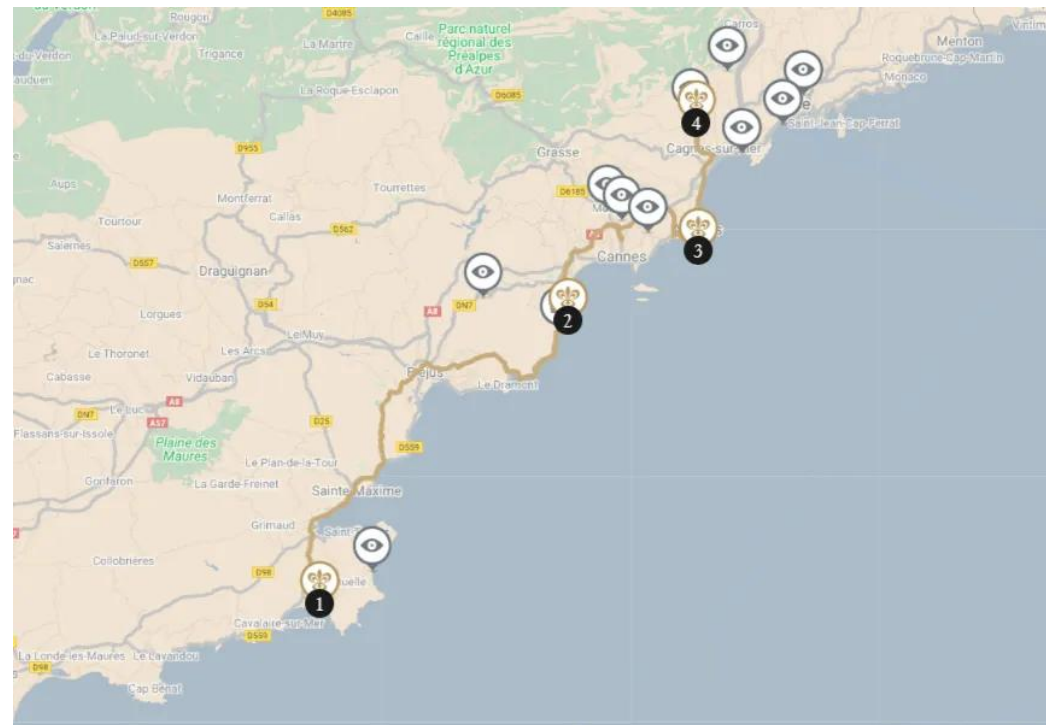 D4085
Rougon
La Palud-sur-Verdon
Trigance
La Martre
Caille
Parc naturel
régional des
Préalpes
d'Azur
Carros
Menton
Roquebrune-Cap-Martin
Monaco
La Roque-Esclapon
D6085
4
Saint-Jean-Cap-Ferrat
D955
Grasse
Cagnes-sur-Mer
Aups
Tourrettes
D6185
Montferrat
Tourtour
Callas
D562
Salernes
D557
Cannes
3
Draguignan
D54
DN7
A8
2
Lorgues
Le Muy
Le Thoronet
Les Arcs
Cabasse
Vidauban
Fréjus
Le Dramont
A8
DN7
Le Luc
A57
D25
Flassans-sur-Issole
Plaine des
Maures
D559
Le Plan-de-la-Tour
Gonfaron
La Garde-Freinet
Sainte-Maxime
Grimaud
Collobrières
D98
1
Cavalaire-sur-Mer
D559
La Londe-les-Maures
Le Lavandou
D98
Cap Bénat